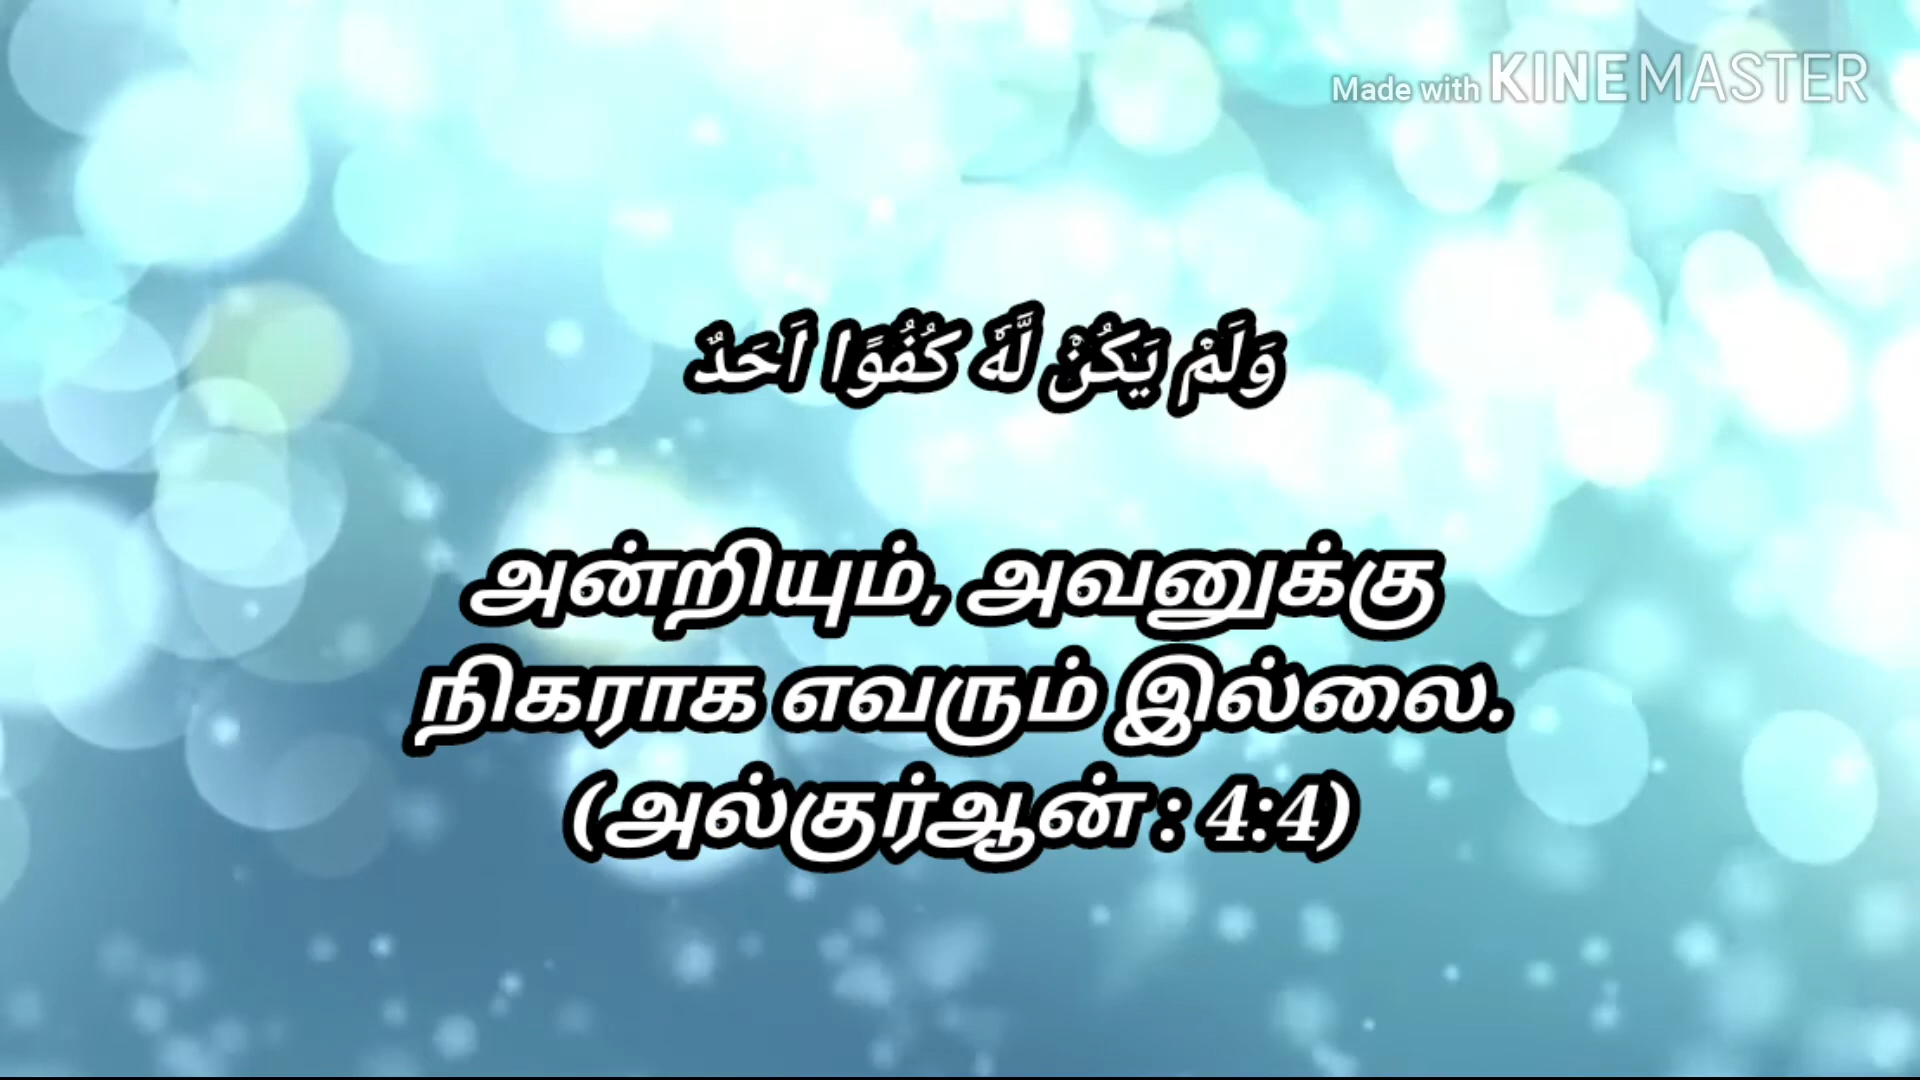 Made with KINEMASTER
وَلَمْ يَكُنْ لَّهٗ كُفُوًا اَحَدٌ
அன்றியும், அவனுக்கு
நிகராக எவரும் இல்லை.
(அல்குர்ஆன் : 4:4)